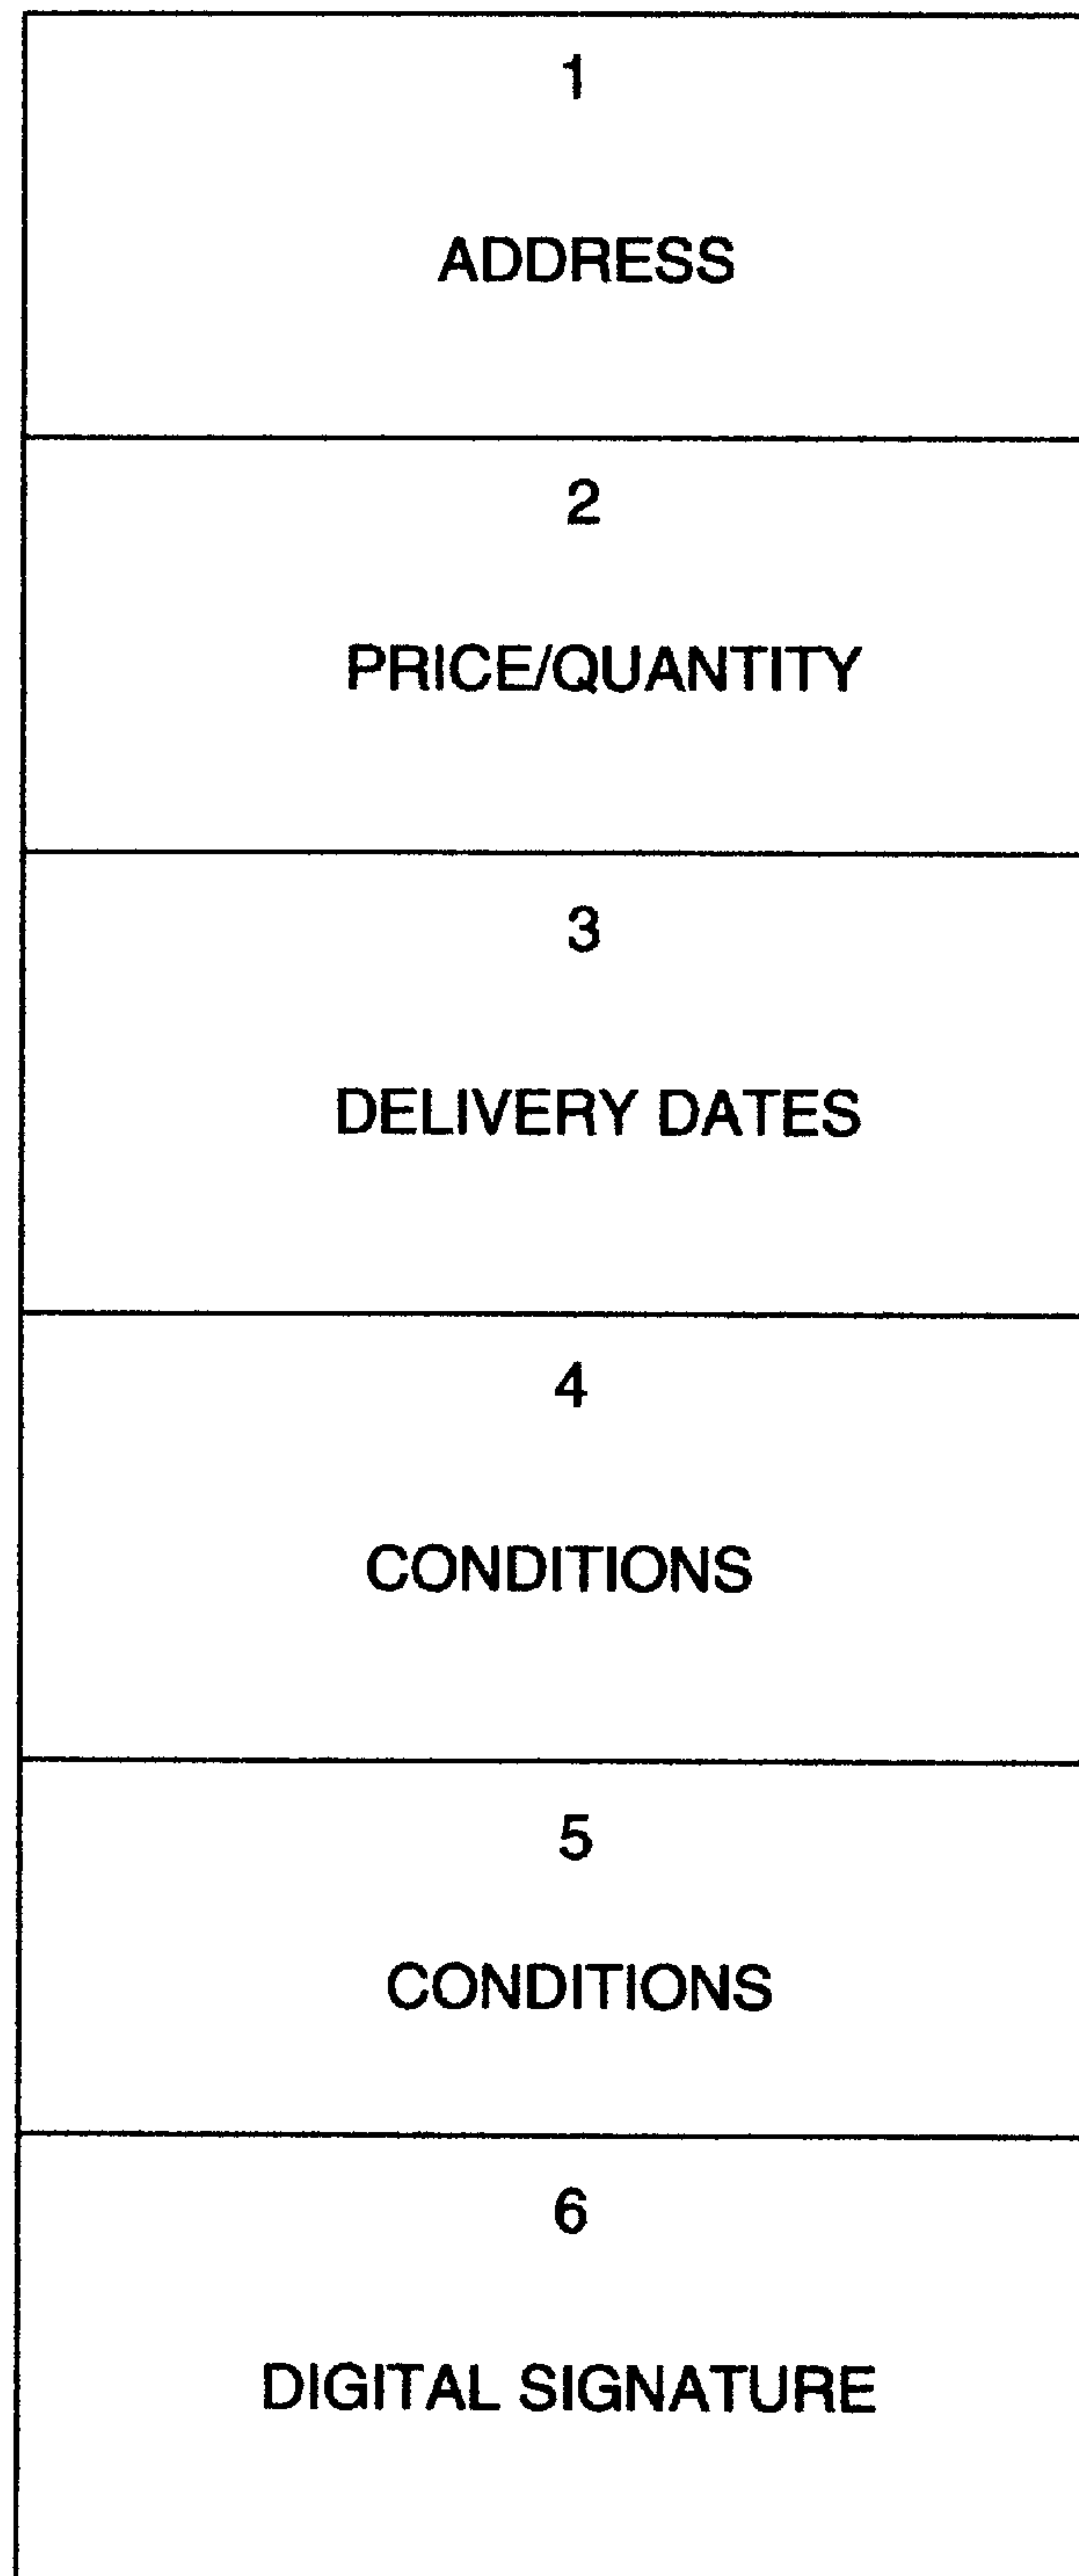 1
ADDRESS
2
PRICE/QUANTITY
3
DELIVERY DATES
4
CONDITIONS
5
CONDITIONS
6
DIGITAL SIGNATURE